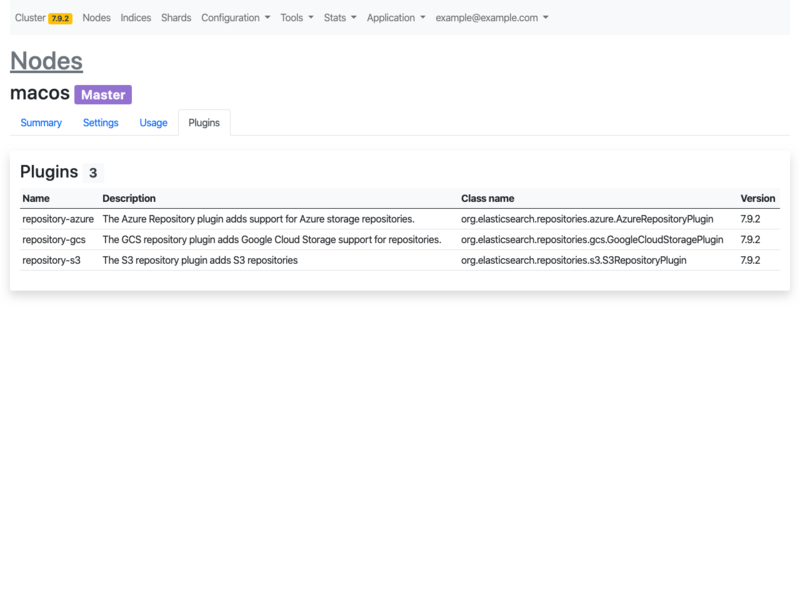 Cluster 7.9.2 Nodes Indices Shards Configuration Tools Stats Application example@example.com
Nodes
macos Master
Summary Settings Usage Plugins
Plugins 3
Name Description Class name Version
repository-azure The Azure Repository plugin adds support for Azure storage repositories. org.elasticsearch.repositories.azure.AzureRepositoryPlugin 7.9.2
repository-gcs The GCS repository plugin adds Google Cloud Storage support for repositories. org.elasticsearch.repositories.gcs.GoogleCloudStoragePlugin 7.9.2
repository-s3 The S3 repository plugin adds S3 repositories org.elasticsearch.repositories.s3.S3RepositoryPlugin 7.9.2